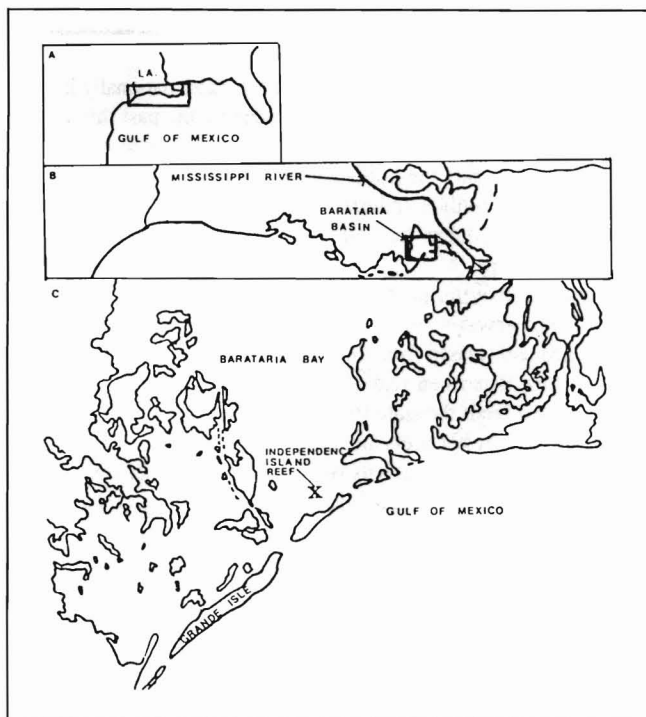 A
LA.
GULF OF MEXICO
B
MISSISSIPPI RIVER
BARATARIA
BASIN
C
BARATARIA BAY
INDEPENDENCE
ISLAND
REEF
X
GULF OF MEXICO
GRANDE ISLE